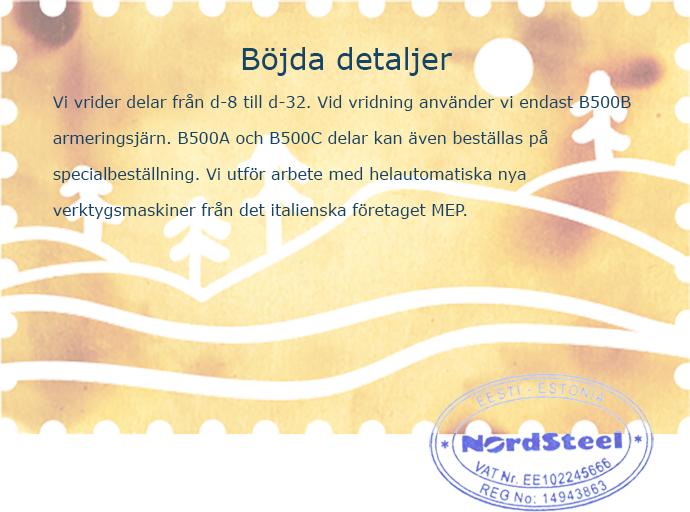 Böjda detaljer
Vi vrider delar från d-8 till d-32. Vid vridning använder vi endast B500B
armeringsjärn. B500A och B500C delar kan även beställas på
specialbeställning. Vi utför arbete med helautomatiska nya
verktygsmaskiner från det italienska företaget MEP.
EESTI - ESTONIA
* NordSteel *
VAT Nr. EE102245666
REG No: 14943863